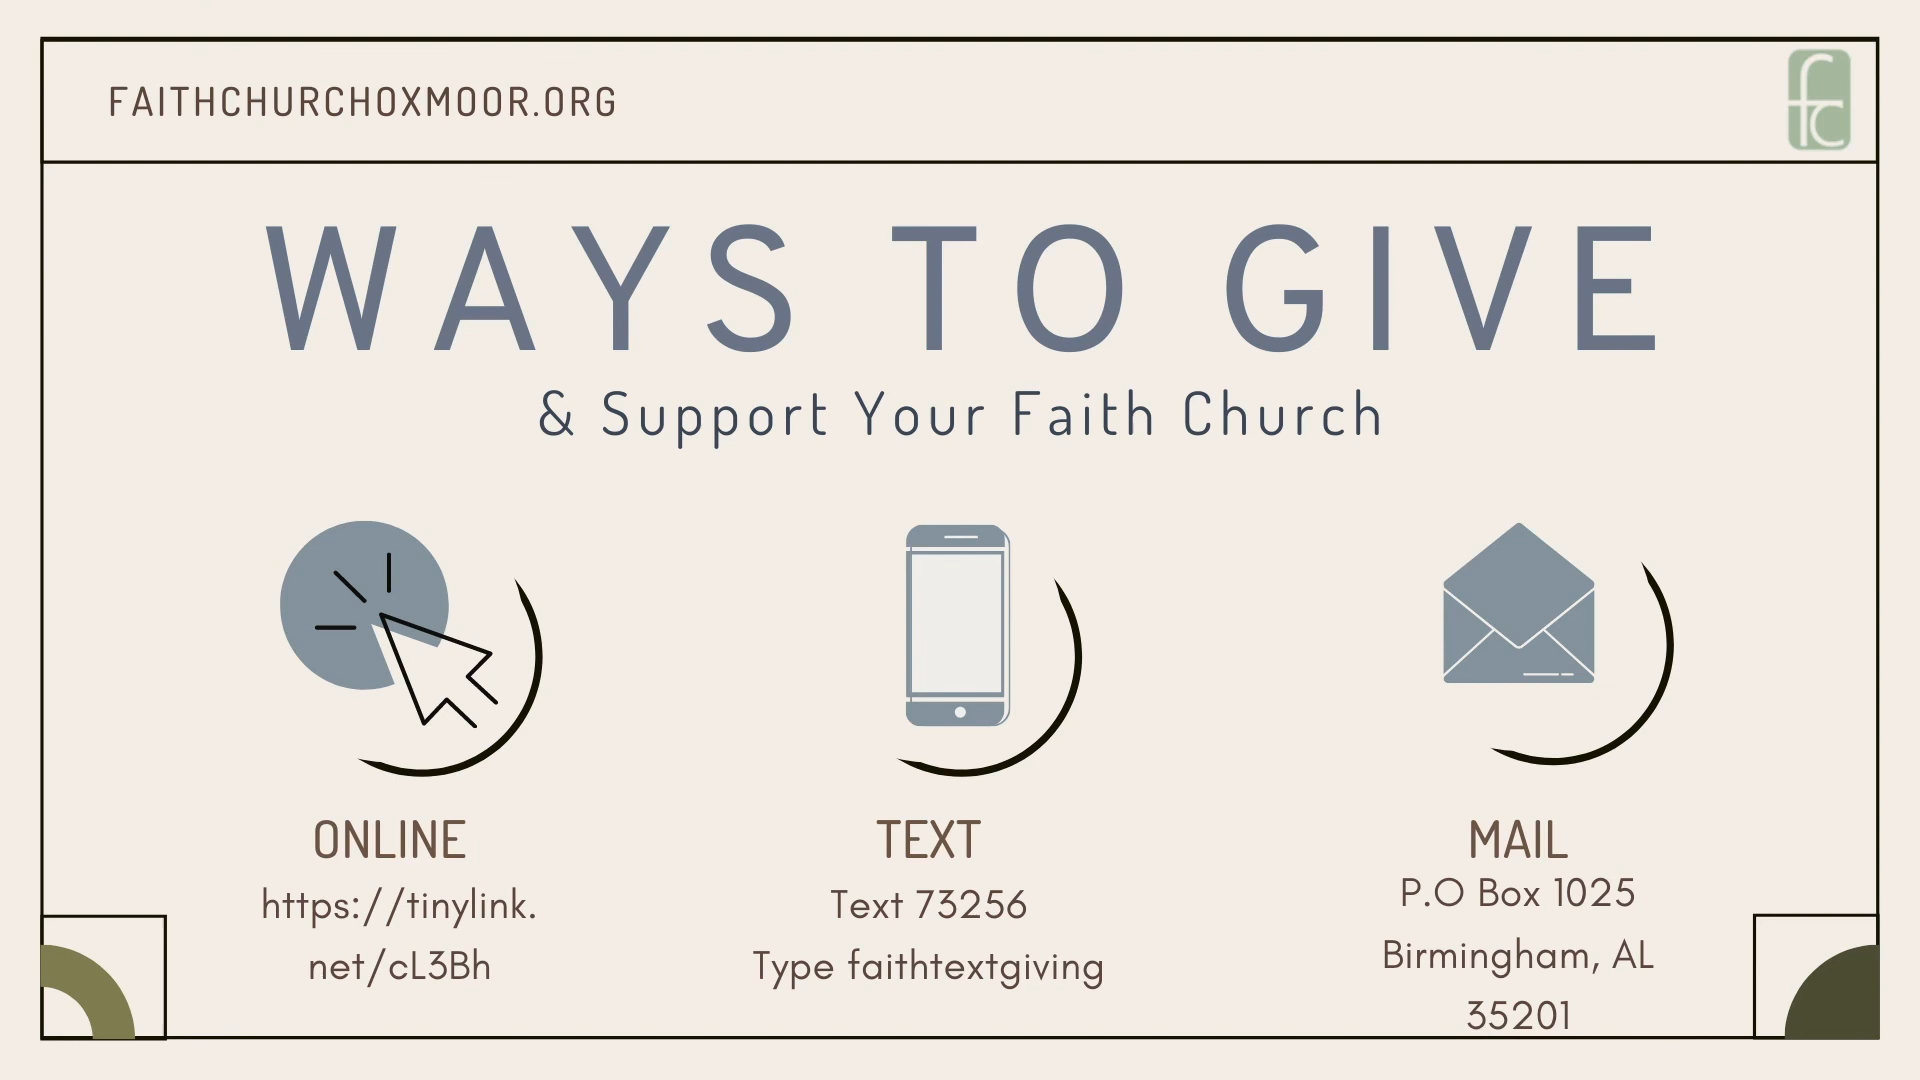 FAITHCHURCHOXMOOR.ORG
fc
WAYS TO GIVE
& Support Your Faith Church
ONLINE
https://tinylink.
net/cL3Bh
TEXT
Text 73256
Type faithtextgiving
MAIL
P.O Box 1025
Birmingham, AL
35201